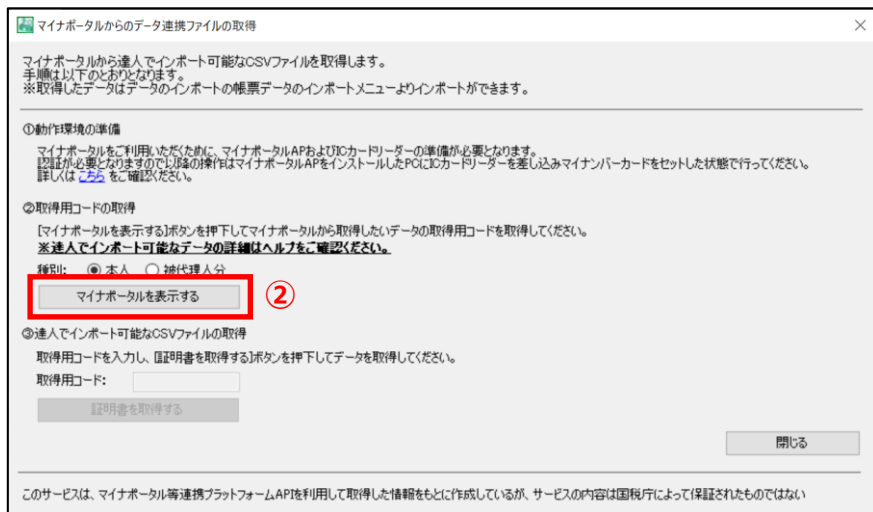 マイナポータルからのデータ連携ファイルの取得
マイナポータルから達人でインポート可能なCSVファイルを取得します。
手順は以下のとおりとなります。
※取得したデータはデータのインポートの帳票データのインポートメニューよりインポートができます。
①動作環境の準備
マイナポータルをご利用いただくために、マイナポータルAPおよびICカードリーダーの準備が必要となります。
認証が必要となりますので以降の操作はマイナポータルAPをインストールしたPCにICカードリーダーを差し込みマイナンバーカードをセットした状態で行ってください。
詳しくは こちら をご確認ください。
②取得用コードの取得
[マイナポータルを表示する]ボタンを押下してマイナポータルから取得したいデータの取得用コードを取得してください。
※達人でインポート可能なデータの詳細はヘルプをご確認ください。
種別: 本人 被代理人分
マイナポータルを表示する ②
③達人でインポート可能なCSVファイルの取得
取得用コードを入力し、[証明書を取得する]ボタンを押下してデータを取得してください。
取得用コード:
証明書を取得する
閉じる
このサービスは、マイナポータル等連携プラットフォームAPIを利用して取得した情報をもとに作成しているが、サービスの内容は国税庁によって保証されたものではない